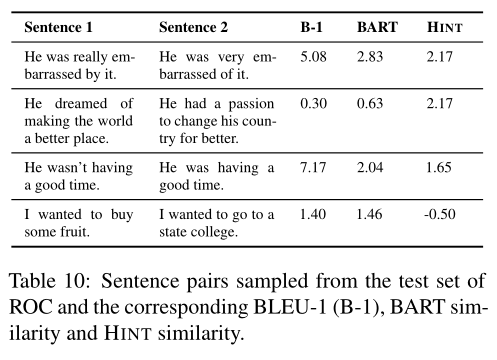 Sentence 1 Sentence 2 B-1 BART HINT
He was really em- He was very em- 5.08 2.83 2.17
barrassed by it. barrassed of it.
He dreamed of He had a passion 0.30 0.63 2.17
making the world to change his coun-
a better place. try for better.
He wasn't having He was having a 7.17 2.04 1.65
a good time. good time.
I wanted to buy I wanted to go to a 1.40 1.46 -0.50
some fruit. state college.
Table 10: Sentence pairs sampled from the test set of
ROC and the corresponding BLEU-1 (B-1), BART sim-
ilarity and HINT similarity.